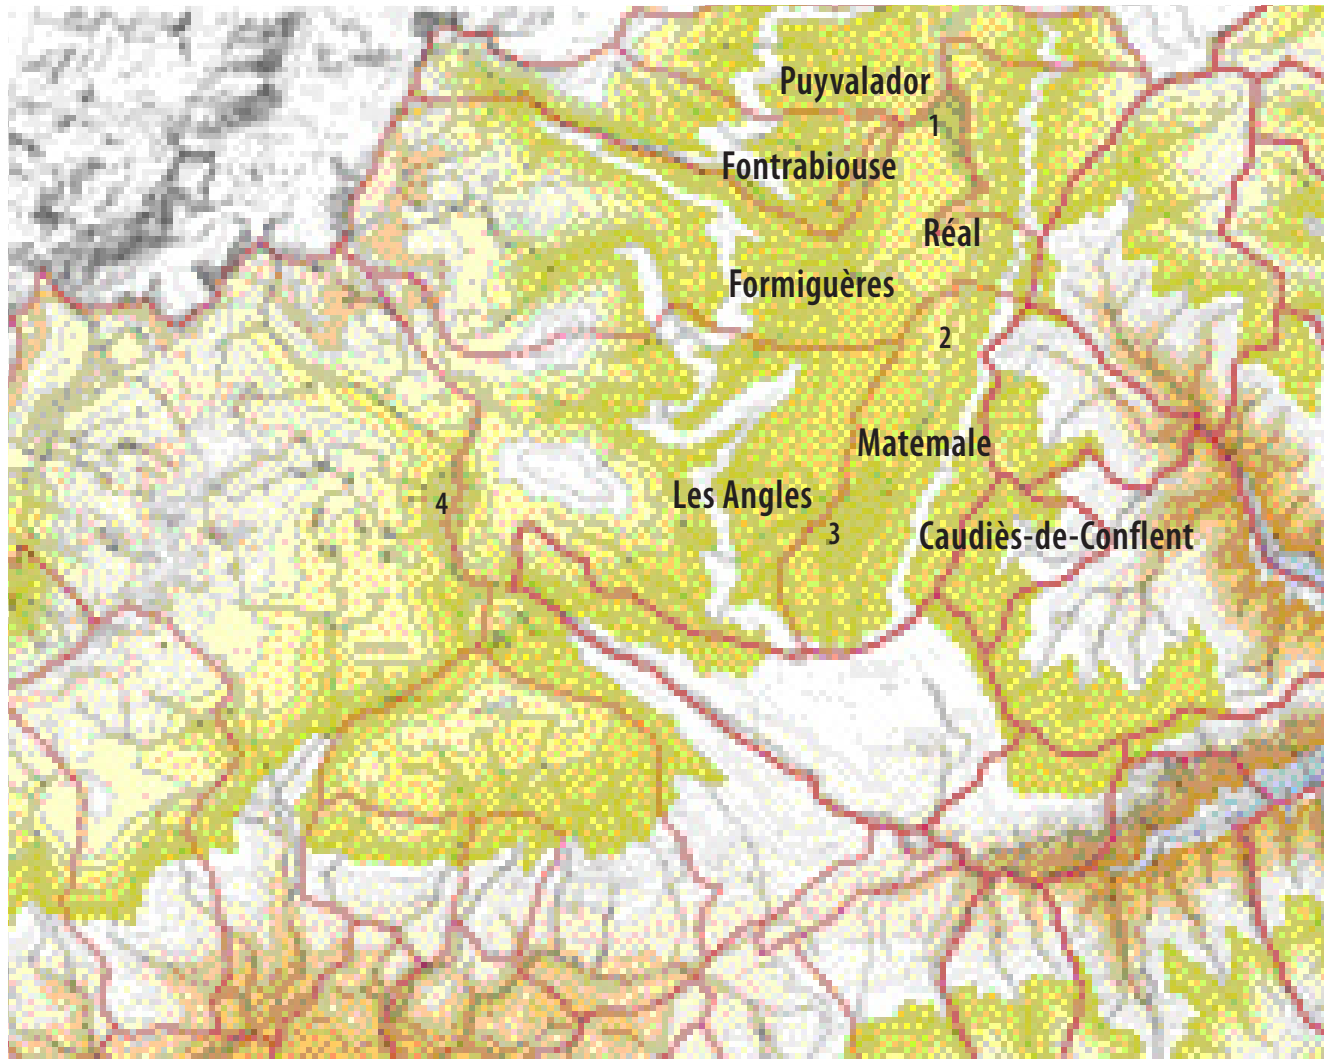 Puyvalador
1
Fontrabiouse
Réal
Formiguères
2
Matemale
4
Les Angles
3
Caudiès-de-Conflent